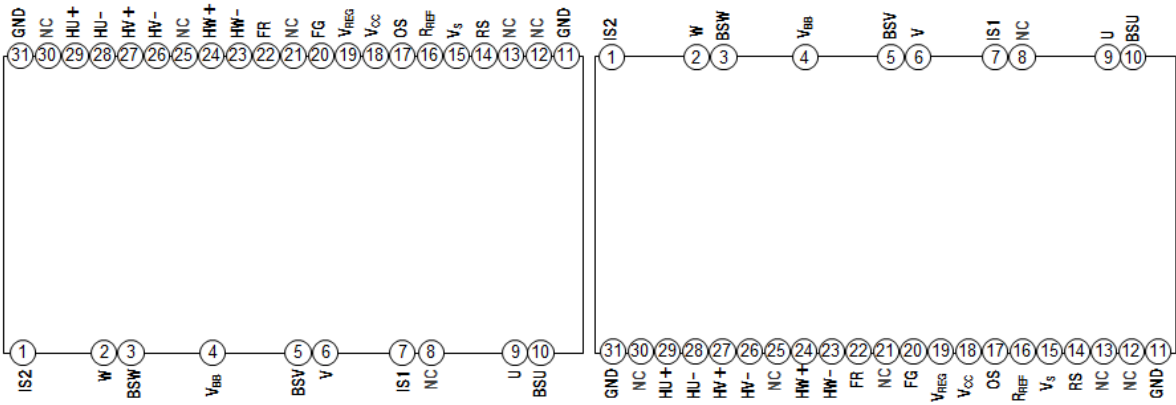 GND NC HU+ HU- HV+ HV- NC HW+ HW- FR NC FG VREG VCC OS RREF VS RS NC NC GND
31 30 29 28 27 26 25 24 23 22 21 20 19 18 17 16 15 14 13 12 11
1 2 3 4 5 6 7 8 9 10
IS2 W BSW VBB BSV V IS1 NC U BSU
IS2 W BSW VBB BSV V IS1 NC U BSU
1 2 3 4 5 6 7 8 9 10
31 30 29 28 27 26 25 24 23 22 21 20 19 18 17 16 15 14 13 12 11
GND NC HU+ HU- HV+ HV- NC HW+ HW- FR NC FG VREG VCC OS RREF VS RS NC NC GND